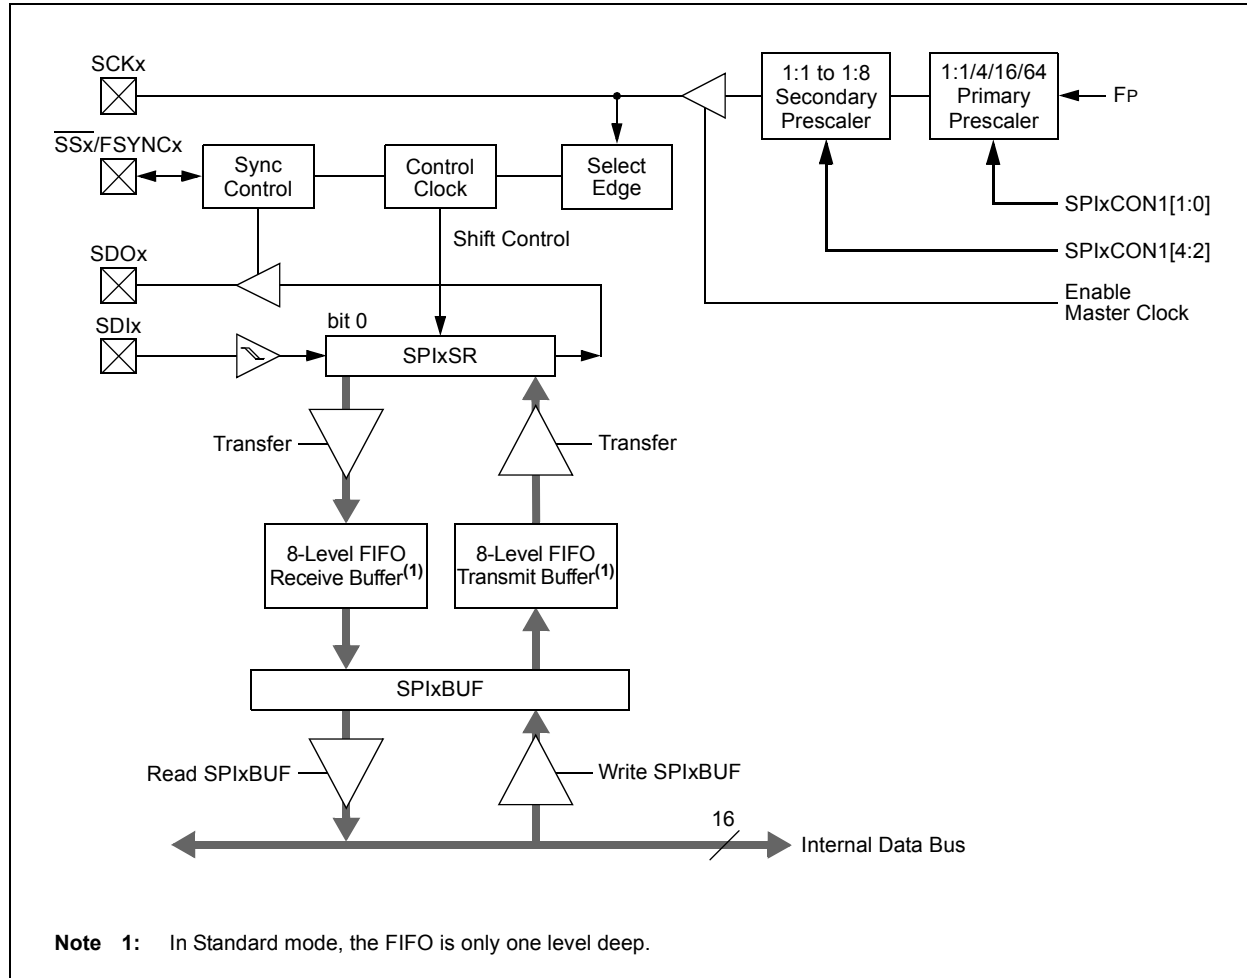 SCKx
1:1 to 1:8
Secondary
Prescaler
1:1/4/16/64
Primary
Prescaler
FP
SSx/FSYNCx
Sync
Control
Control
Clock
Select
Edge
SPIxCON1[1:0]
Shift Control
SPIxCON1[4:2]
SDOx
Enable
Master Clock
SDIx
bit 0
SPIxSR
Transfer
Transfer
8-Level FIFO
Receive Buffer(1)
8-Level FIFO
Transmit Buffer(1)
SPIxBUF
Read SPIxBUF
Write SPIxBUF
16
Internal Data Bus
Note 1: In Standard mode, the FIFO is only one level deep.